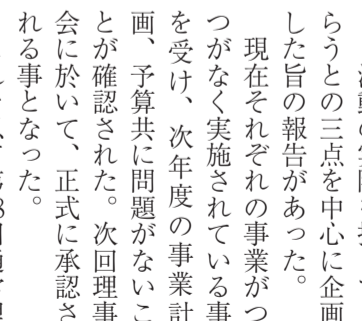 らうとの三点を中心に企画
した旨の報告があった。
　現在それぞれの事業がつ
つがなく実施されている事
を受け、次年度の事業計
画、予算共に問題がないこ
とが確認された。次回理事
会に於いて、正式に承認さ
れる事となった。